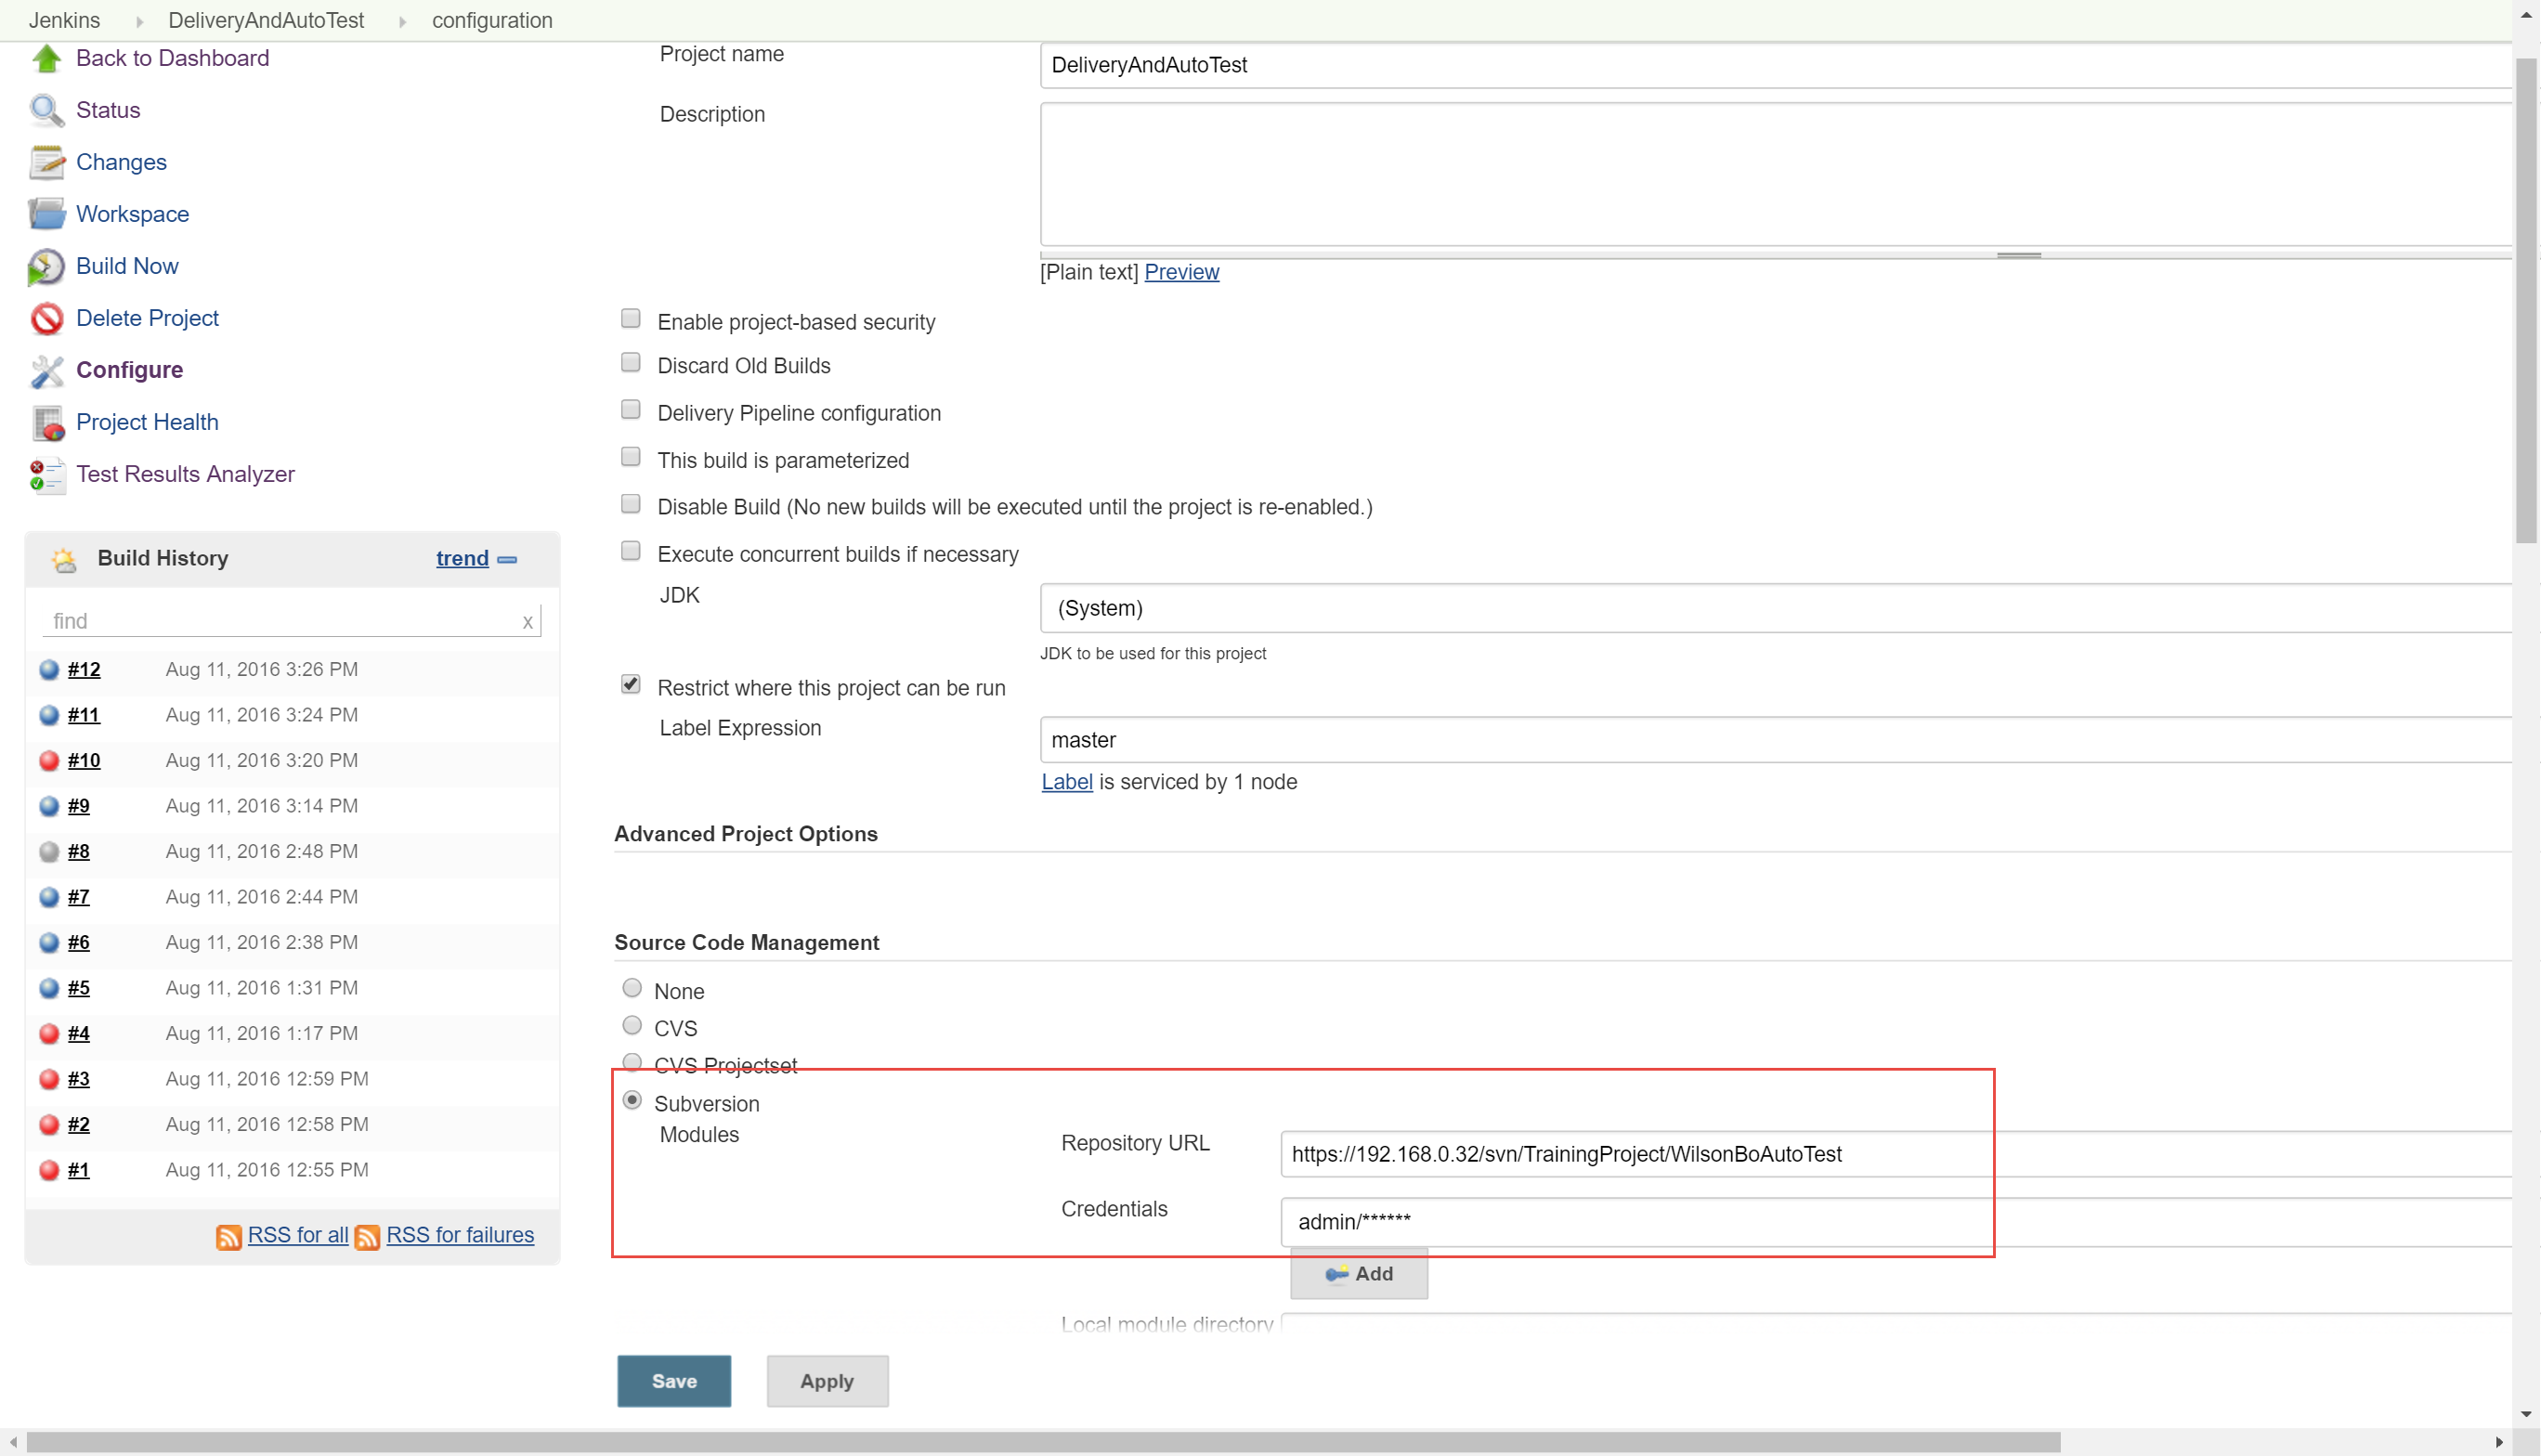 Jenkins DeliveryAndAutoTest configuration
Back to Dashboard
Status
Changes
Workspace
Build Now
Delete Project
Configure
Project Health
Test Results Analyzer
Build History trend
find x
#12 Aug 11, 2016 3:26 PM
#11 Aug 11, 2016 3:24 PM
#10 Aug 11, 2016 3:20 PM
#9 Aug 11, 2016 3:14 PM
#8 Aug 11, 2016 2:48 PM
#7 Aug 11, 2016 2:44 PM
#6 Aug 11, 2016 2:38 PM
#5 Aug 11, 2016 1:31 PM
#4 Aug 11, 2016 1:17 PM
#3 Aug 11, 2016 12:59 PM
#2 Aug 11, 2016 12:58 PM
#1 Aug 11, 2016 12:55 PM
RSS for all RSS for failures
Project name DeliveryAndAutoTest
Description
[Plain text] Preview
Enable project-based security
Discard Old Builds
Delivery Pipeline configuration
This build is parameterized
Disable Build (No new builds will be executed until the project is re-enabled.)
Execute concurrent builds if necessary
JDK (System)
JDK to be used for this project
Restrict where this project can be run
Label Expression master
Label is serviced by 1 node
Advanced Project Options
Source Code Management
None
CVS
CVS Projectset
Subversion
Modules
Repository URL https://192.168.0.32/svn/TrainingProject/WilsonBoAutoTest
Credentials admin/******
Add
Local module directory
Save Apply